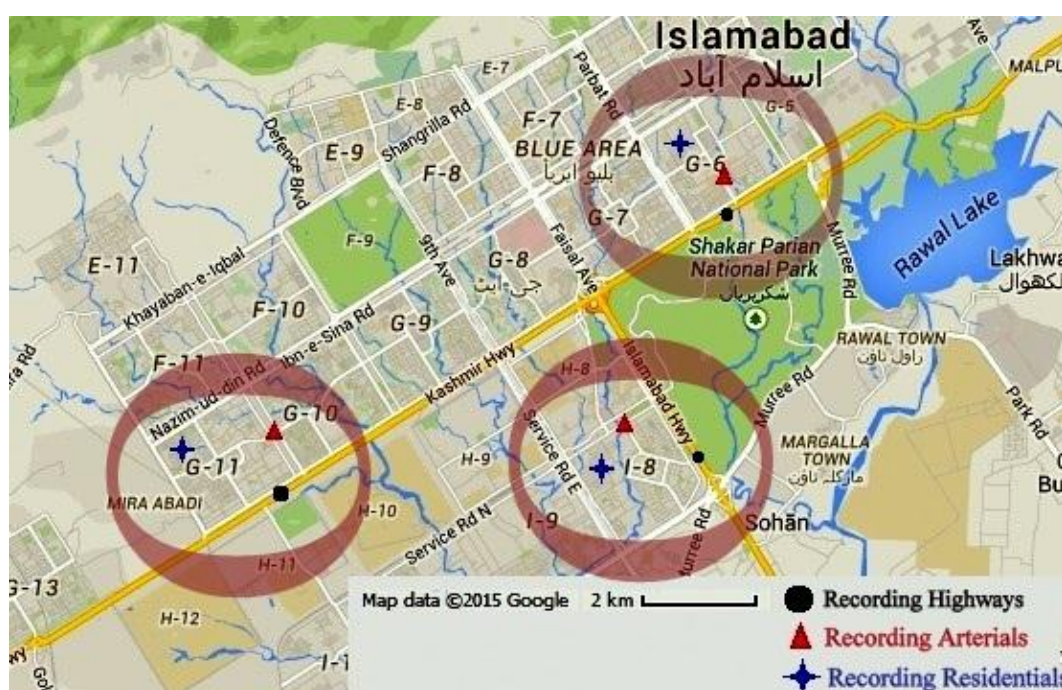 Islamabad
اسلام آباد
Ave
MALPU
E-7
Parbat Rd
G-5
E-8
Shangrilla Rd
F-7
Defence Blvd
E-9
BLUE AREA
بلیو ایریا
G-6
F-8
G-7
Rawal Lake
F-9
9th Ave
G-8
جی-ایٹ
Faisal Ave
Shakar Parian
National Park
شکرپڑیاں
Murree Rd
Lakhwa
لکھوال
E-11
Khayaban-e-Iqbal
F-10
Ibn-e-Sina Rd
G-9
RAWAL TOWN
راول ٹاؤن
F-11
Kashmir Hwy
H-8
Islamabad Hwy
Murree Rd
Park Rd
Nazim-ud-din Rd
G-10
G-11
Service Rd E
H-9
I-8
MARGALLA
TOWN
مارگلہ ٹاؤن
MIRA ABADI
H-10
Service Rd N
I-9
Murree Rd
Sohān
G-13
H-11
H-12
Map data ©2015 Google
2 km
Recording Highways
Recording Arterials
Recording Residential